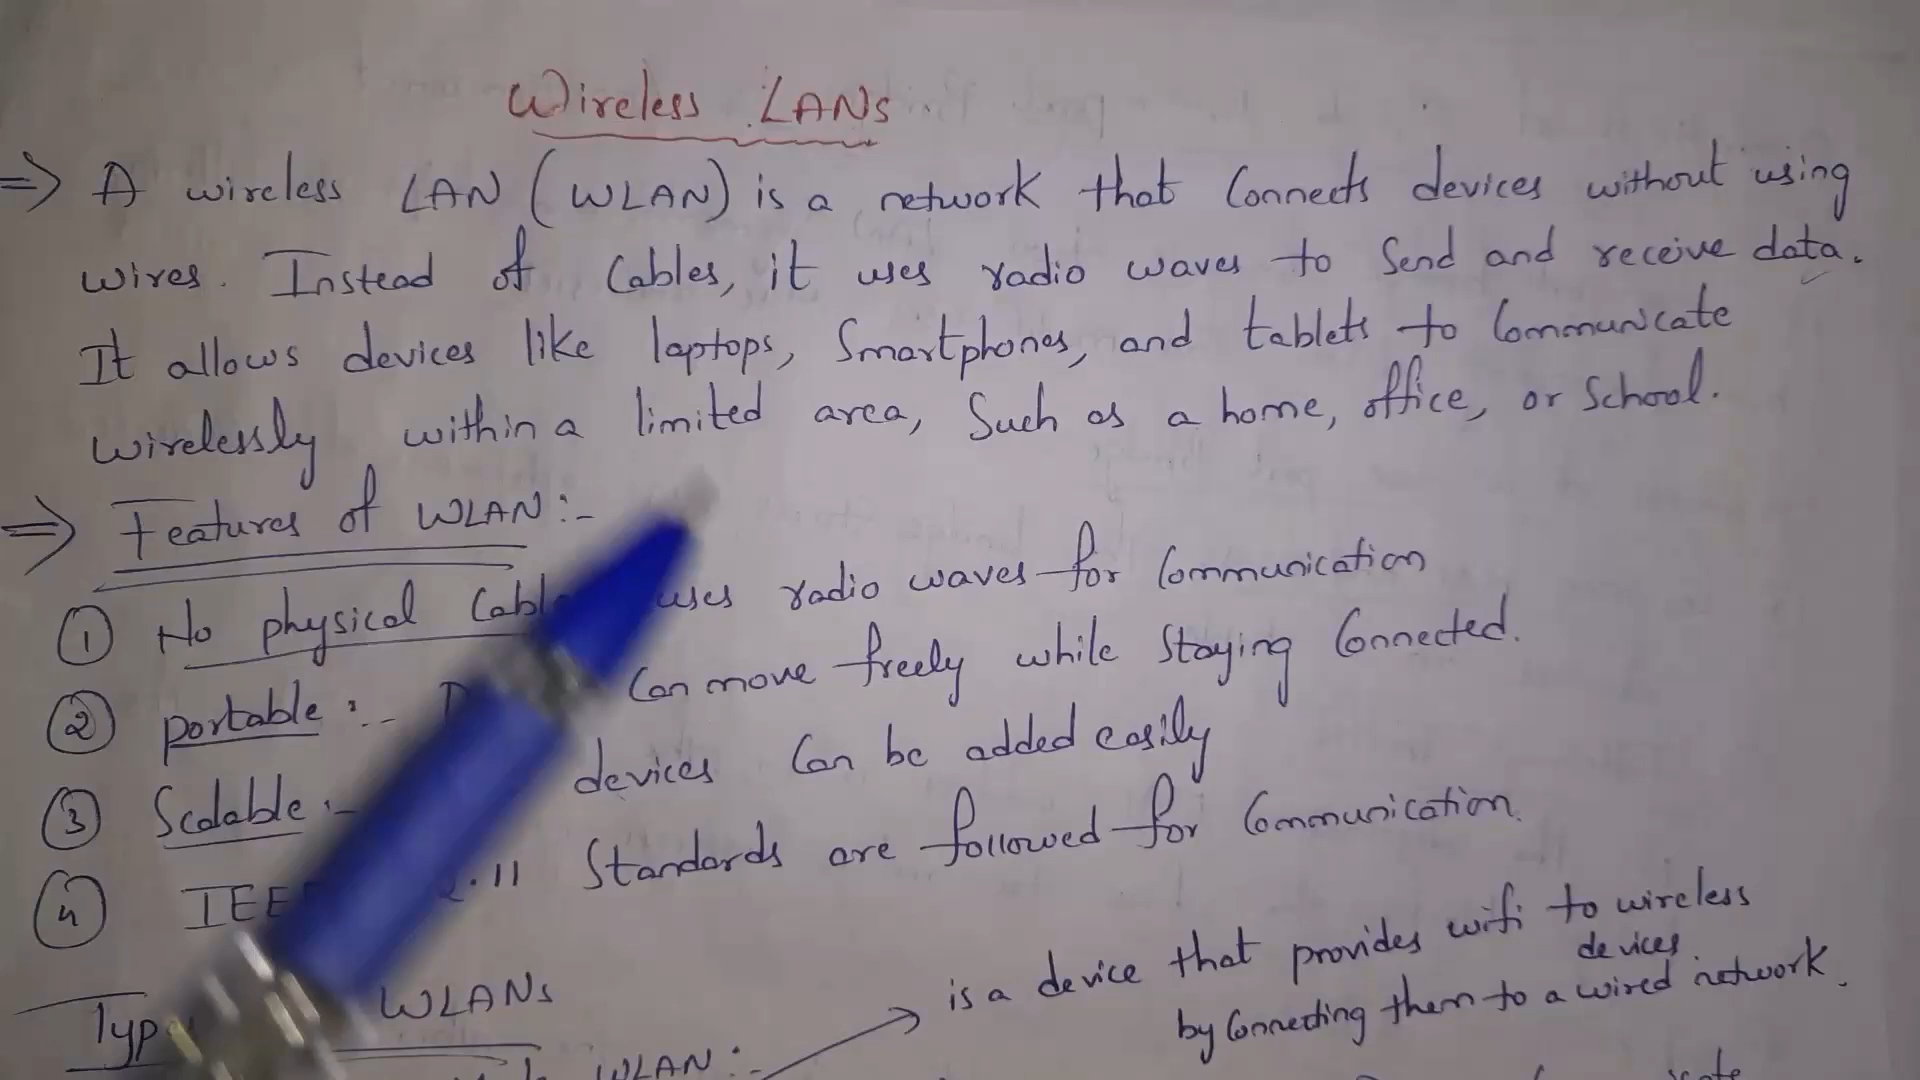 Wireless LANs
⇒ A wireless LAN (WLAN) is a network that Connects devices without using
wires. Instead of Cables, it uses radio waves to Send and receive data.
It allows devices like laptops, Smartphones, and tablets to Communicate
wirelessly within a limited area, Such as a home, office, or School.
⇒ Features of WLAN:-
① No physical uses radio waves for Communication
② portable :- Can move freely while Staying Connected.
③ Scalable :- devices Can be added easily
④ .11 Standards are followed for Communication.
is a device that provides wifi to wireless
devices
by Connecting them to a wired network.
WLANs
WLAN :-